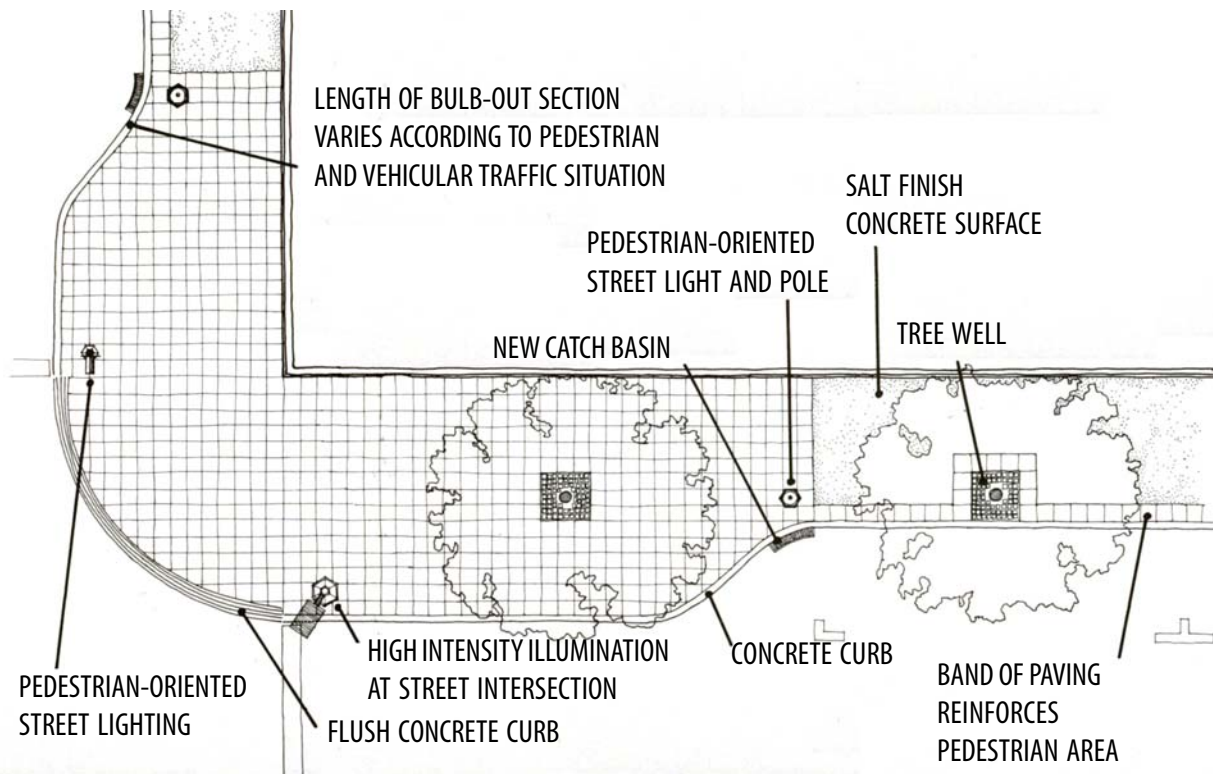 LENGTH OF BULB-OUT SECTION
VARIES ACCORDING TO PEDESTRIAN
AND VEHICULAR TRAFFIC SITUATION
SALT FINISH
CONCRETE SURFACE
PEDESTRIAN-ORIENTED
STREET LIGHT AND POLE
NEW CATCH BASIN
TREE WELL
HIGH INTENSITY ILLUMINATION
AT STREET INTERSECTION
CONCRETE CURB
PEDESTRIAN-ORIENTED
STREET LIGHTING
FLUSH CONCRETE CURB
BAND OF PAVING
REINFORCES
PEDESTRIAN AREA